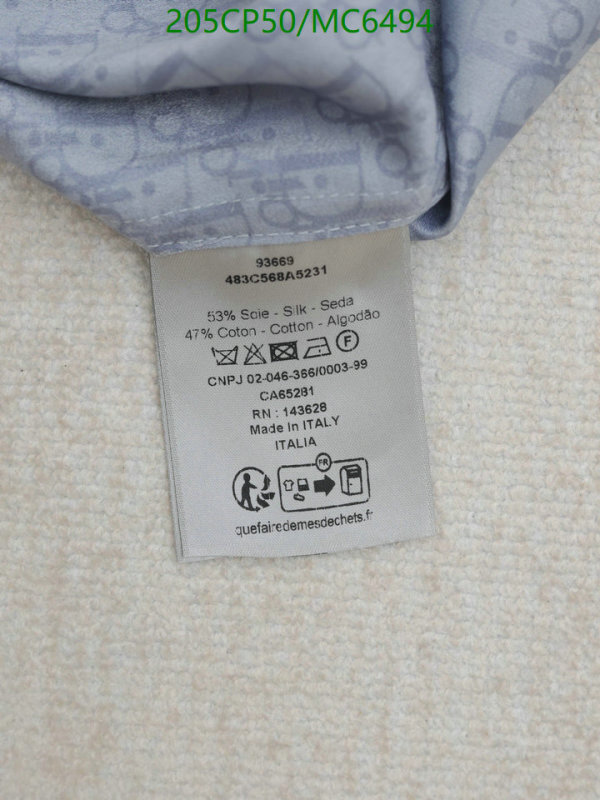 205CP50/MC6494
93669
483C568A5231
53% Soie - Silk - Seda
47% Coton - Cotton - Algodão
F
CNPJ 02-046-366/0003-99
CA65281
RN : 143628
Made in ITALY
ITALIA
FR
quefairedemesdechets.fr